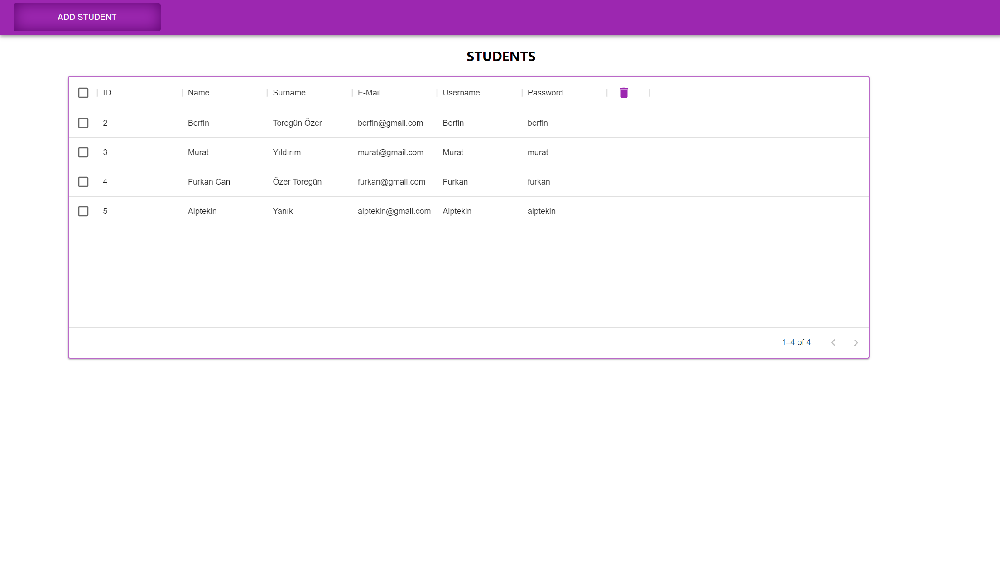 ADD STUDENT
STUDENTS
ID Name Surname E-Mail Username Password
2 Berfin Toregün Özer berfin@gmail.com Berfin berfin
3 Murat Yıldırım murat@gmail.com Murat murat
4 Furkan Can Özer Toregün furkan@gmail.com Furkan furkan
5 Alptekin Yanık alptekin@gmail.com Alptekin alptekin
1–4 of 4